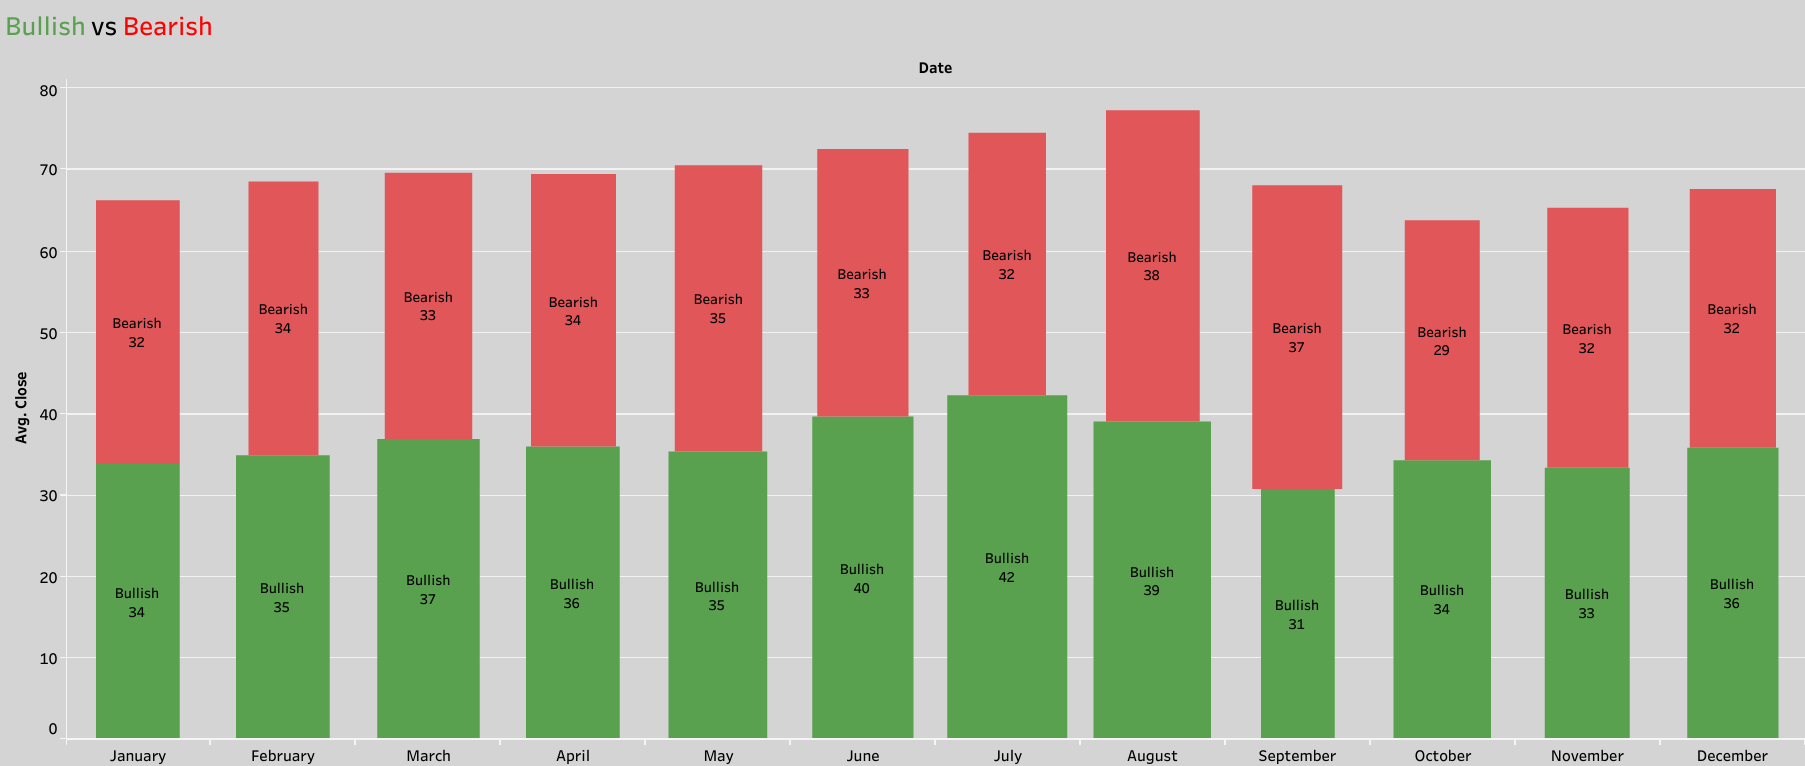 Bullish vs Bearish
Date
Avg. Close
80
70
60
50
40
30
20
10
0
Bearish
32
Bullish
34
Bearish
34
Bullish
35
Bearish
33
Bullish
37
Bearish
34
Bullish
36
Bearish
35
Bullish
35
Bearish
33
Bullish
40
Bearish
32
Bullish
42
Bearish
38
Bullish
39
Bearish
37
Bullish
31
Bearish
29
Bullish
34
Bearish
32
Bullish
33
Bearish
32
Bullish
36
January
February
March
April
May
June
July
August
September
October
November
December